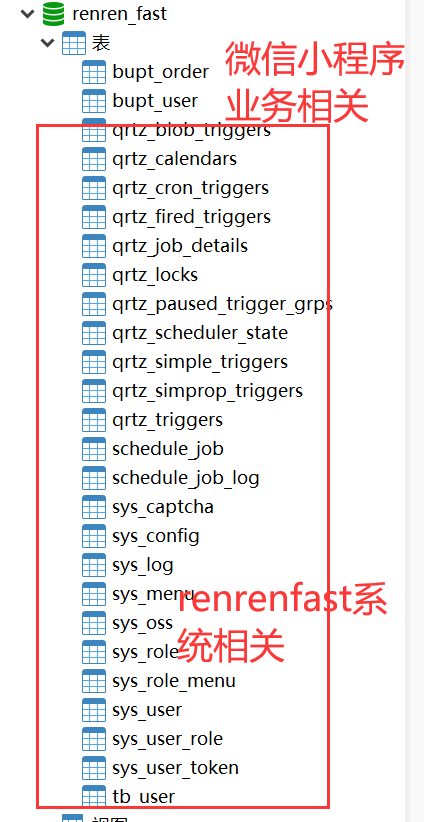 renren_fast
表
bupt_order
bupt_user
微信小程序
业务相关
qrtz_blob_triggers
qrtz_calendars
qrtz_cron_triggers
qrtz_fired_triggers
qrtz_job_details
qrtz_locks
qrtz_paused_trigger_grps
qrtz_scheduler_state
qrtz_simple_triggers
qrtz_simprop_triggers
qrtz_triggers
schedule_job
schedule_job_log
sys_captcha
sys_config
sys_log
sys_menu
sys_oss
sys_role
renrenfast系
统相关
sys_role_menu
sys_user
sys_user_role
sys_user_token
tb_user